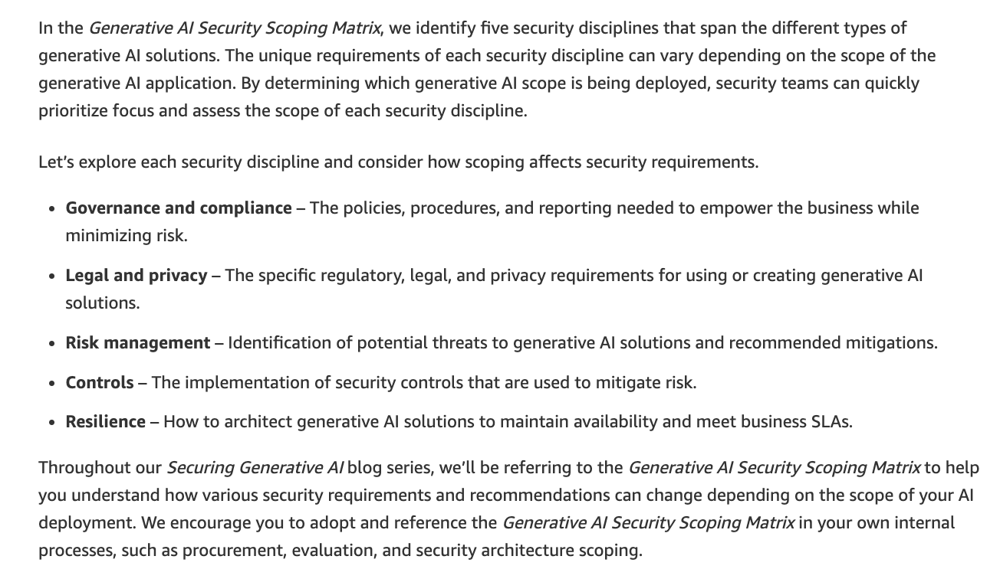 In the Generative AI Security Scoping Matrix, we identify five security disciplines that span the different types of
generative AI solutions. The unique requirements of each security discipline can vary depending on the scope of the
generative AI application. By determining which generative AI scope is being deployed, security teams can quickly
prioritize focus and assess the scope of each security discipline.
Let’s explore each security discipline and consider how scoping affects security requirements.
• Governance and compliance – The policies, procedures, and reporting needed to empower the business while
minimizing risk.
• Legal and privacy – The specific regulatory, legal, and privacy requirements for using or creating generative AI
solutions.
• Risk management – Identification of potential threats to generative AI solutions and recommended mitigations.
• Controls – The implementation of security controls that are used to mitigate risk.
• Resilience – How to architect generative AI solutions to maintain availability and meet business SLAs.
Throughout our Securing Generative AI blog series, we’ll be referring to the Generative AI Security Scoping Matrix to help
you understand how various security requirements and recommendations can change depending on the scope of your AI
deployment. We encourage you to adopt and reference the Generative AI Security Scoping Matrix in your own internal
processes, such as procurement, evaluation, and security architecture scoping.